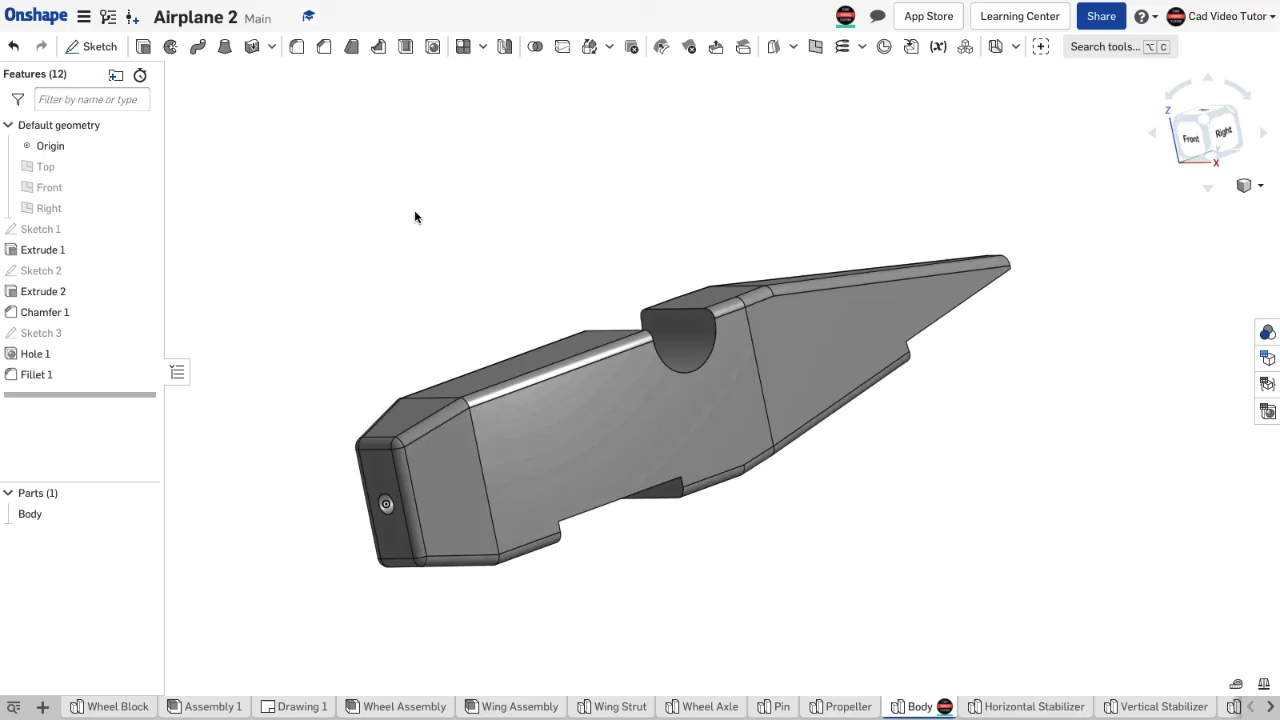 Onshape Airplane 2 Main App Store Learning Center Share Cad Video Tutor
Sketch (x) Search tools... ⌥ C
Features (12)
Filter by name or type
Default geometry
Origin
Top
Front
Right
Sketch 1
Extrude 1
Sketch 2
Extrude 2
Chamfer 1
Sketch 3
Hole 1
Fillet 1
Parts (1)
Body
Z
Front Right
X
Wheel Block Assembly 1 Drawing 1 Wheel Assembly Wing Assembly Wing Strut Wheel Axle Pin Propeller Body Horizontal Stabilizer Vertical Stabilizer